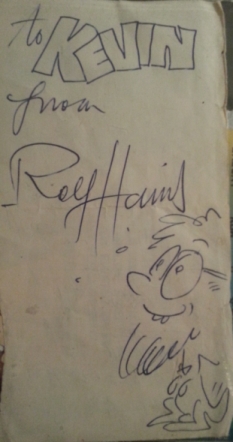 to KEVIN
from
Rolf Harris